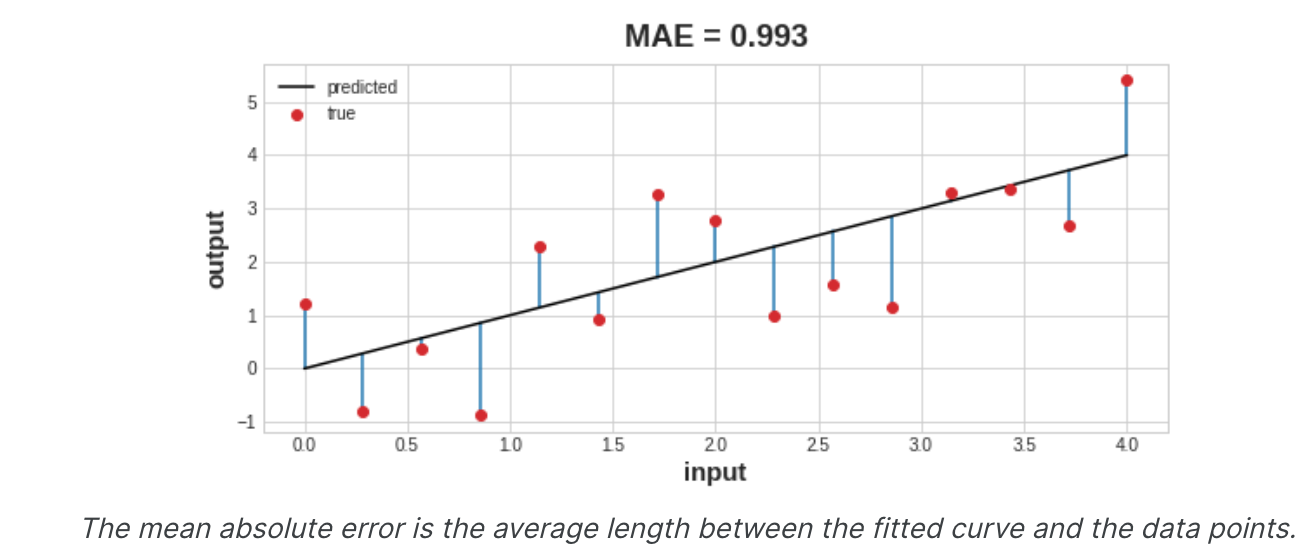 MAE = 0.993
predicted
true
5
4
3
2
1
0
−1
output
0.0 0.5 1.0 1.5 2.0 2.5 3.0 3.5 4.0
input
The mean absolute error is the average length between the fitted curve and the data points.